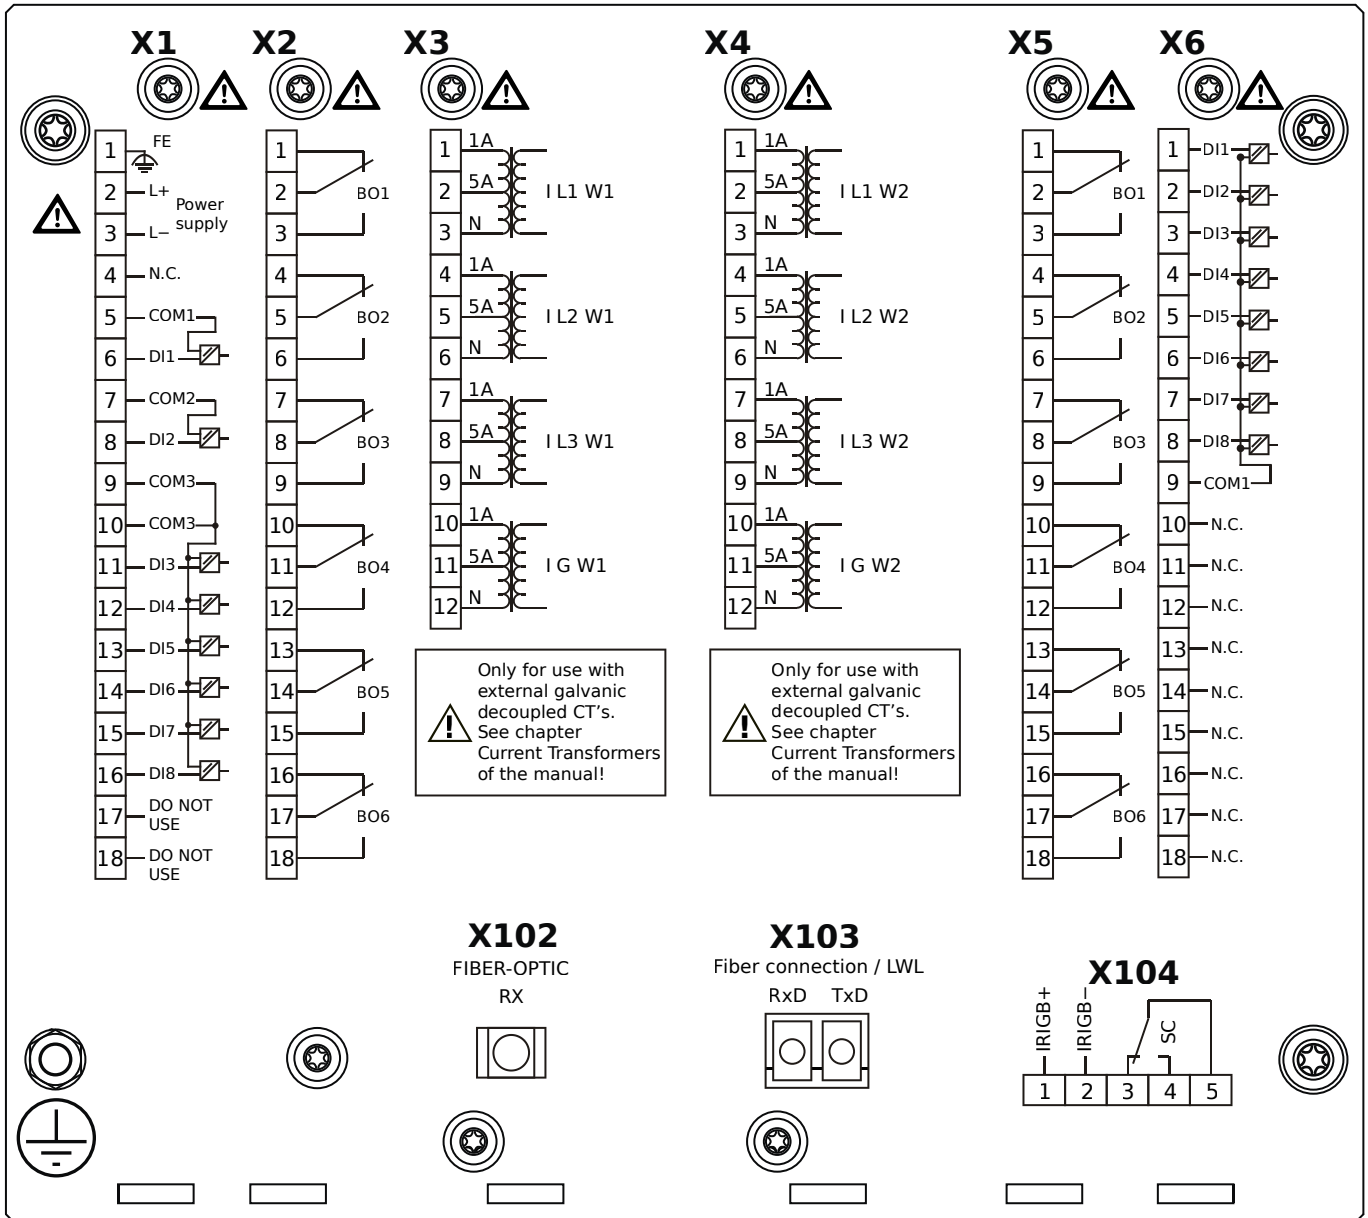 X1 X2 X3 X4 X5 X6
1 FE
2 L+
Power
supply
3 L−
4 N.C.
5 COM1
6 DI1
7 COM2
8 DI2
9 COM3
10 COM3
11 DI3
12 DI4
13 DI5
14 DI6
15 DI7
16 DI8
17 DO NOT
USE
18 DO NOT
USE
1
2 BO1
3
4
5 BO2
6
7
8 BO3
9
10
11 BO4
12
13
14 BO5
15
16
17 BO6
18
1 1A
2 5A I L1 W1
3 N
4 1A
5 5A I L2 W1
6 N
7 1A
8 5A I L3 W1
9 N
10 1A
11 5A I G W1
12 N
Only for use with
external galvanic
decoupled CT's.
See chapter
Current Transformers
of the manual!
1 1A
2 5A I L1 W2
3 N
4 1A
5 5A I L2 W2
6 N
7 1A
8 5A I L3 W2
9 N
10 1A
11 5A I G W2
12 N
Only for use with
external galvanic
decoupled CT's.
See chapter
Current Transformers
of the manual!
1
2 BO1
3
4
5 BO2
6
7
8 BO3
9
10
11 BO4
12
13
14 BO5
15
16
17 BO6
18
1 DI1
2 DI2
3 DI3
4 DI4
5 DI5
6 DI6
7 DI7
8 DI8
9 COM1
10 N.C.
11 N.C.
12 N.C.
13 N.C.
14 N.C.
15 N.C.
16 N.C.
17 N.C.
18 N.C.
X102
FIBER-OPTIC
RX
X103
Fiber connection / LWL
RxD TxD
X104
IRIGB+ IRIGB− SC
1 2 3 4 5